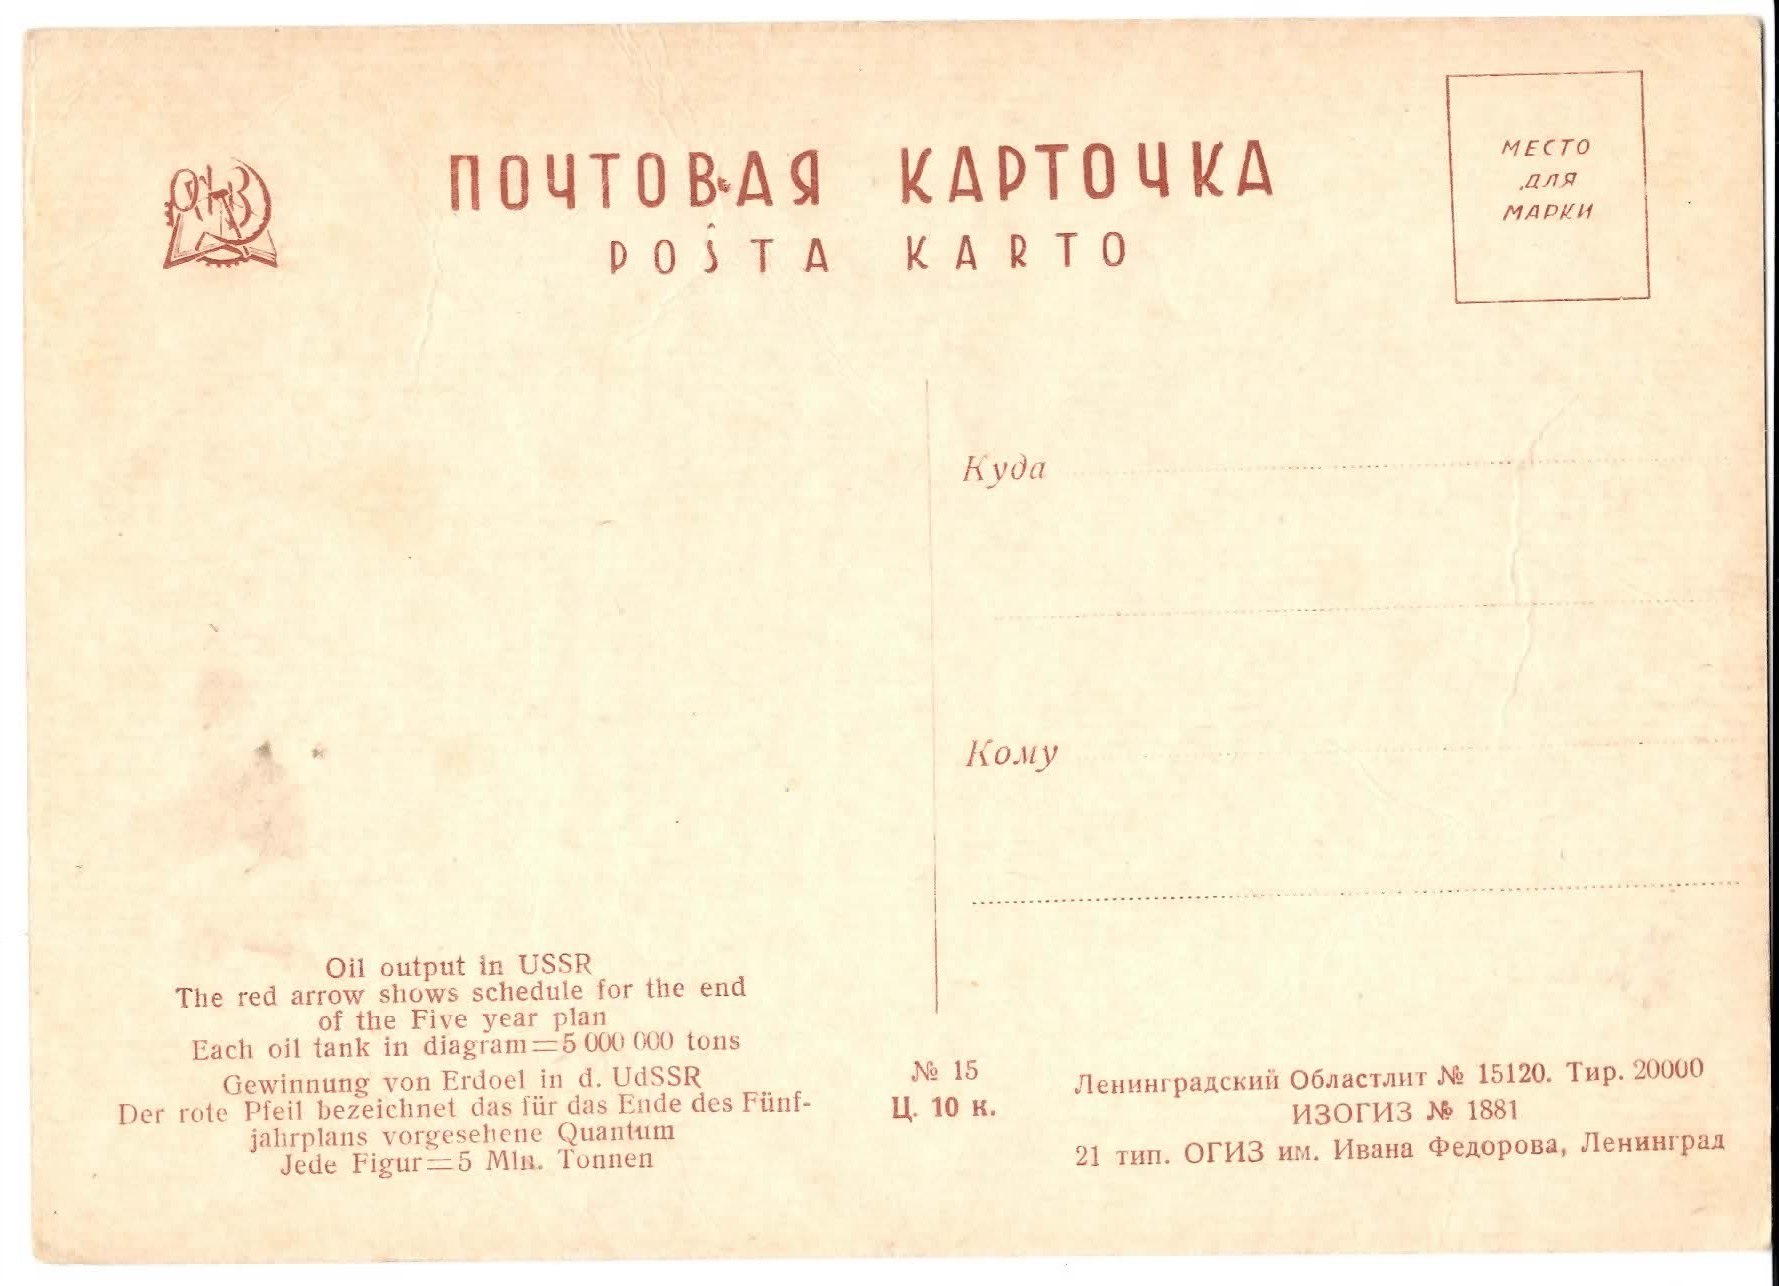 ОГИЗ
ПОЧТОВАЯ КАРТОЧКА
POŜTA KARTO
МЕСТО
ДЛЯ
МАРКИ
Куда
Кому
Oil output in USSR
The red arrow shows schedule for the end
of the Five year plan
Each oil tank in diagram=5 000 000 tons
Gewinnung von Erdoel in d. UdSSR
Der rote Pfeil bezeichnet das für das Ende des Fünf-
jahrplans vorgesehene Quantum
Jede Figur=5 Mln. Tonnen
№ 15
Ц. 10 к.
Ленинградский Областлит № 15120. Тир. 20000
ИЗОГИЗ № 1881
21 тип. ОГИЗ им. Ивана Федорова, Ленинград